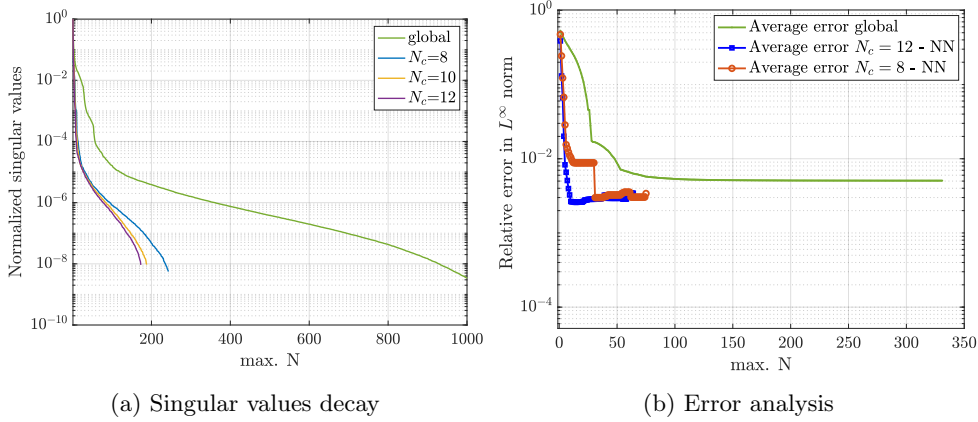 10^0
10^-2
10^-4
10^-6
10^-8
10^-10
Normalized singular values
200
400
600
800
1000
max. N
global
N_c=8
N_c=10
N_c=12
(a) Singular values decay
10^0
10^-2
10^-4
Relative error in L^∞ norm
0
50
100
150
200
250
300
350
max. N
Average error global
Average error N_c = 12 - NN
Average error N_c = 8 - NN
(b) Error analysis